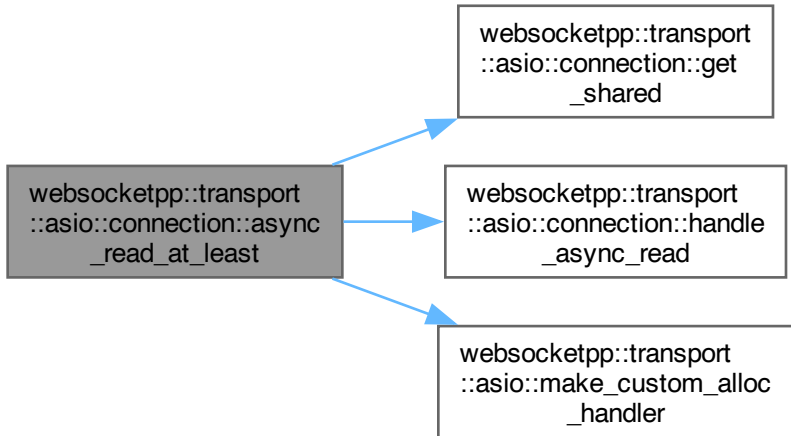 websocketpp::transport
::asio::connection::get
_shared
websocketpp::transport
::asio::connection::async
_read_at_least
websocketpp::transport
::asio::connection::handle
_async_read
websocketpp::transport
::asio::make_custom_alloc
_handler